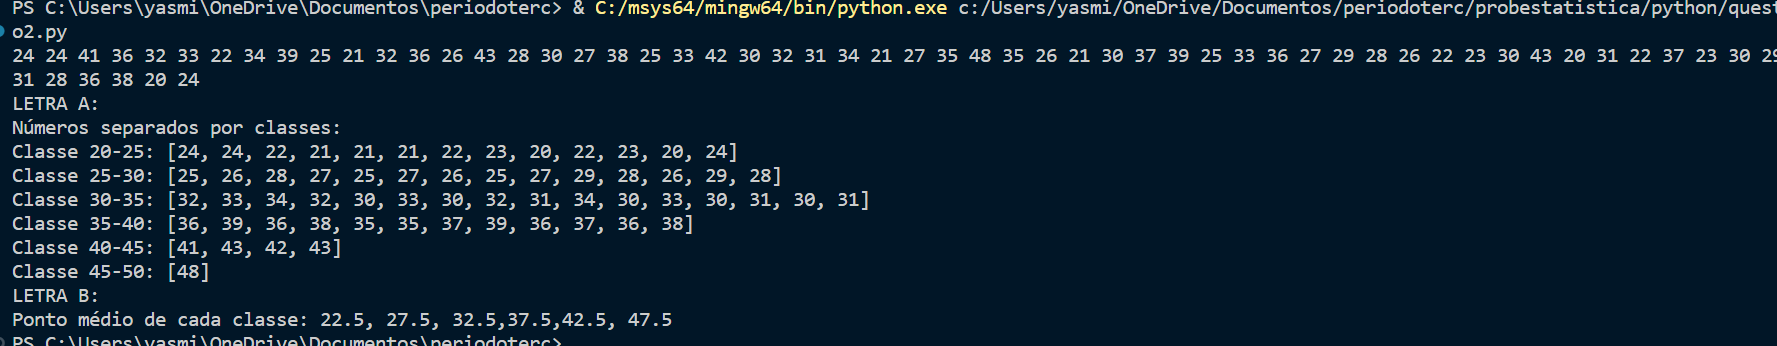 PS C:\Users\yasmi\OneDrive\Documentos\periodoterc> & C:/msys64/mingw64/bin/python.exe c:/Users/yasmi/OneDrive/Documentos/periodoterc/probestatistica/python/quest
o2.py
24 24 41 36 32 33 22 34 39 25 21 32 36 26 43 28 30 27 38 25 33 42 30 32 31 34 21 27 35 48 35 26 21 30 37 39 25 33 36 27 29 28 26 22 23 30 43 20 31 22 37 23 30 29
31 28 36 38 20 24
LETRA A:
Números separados por classes:
Classe 20-25: [24, 24, 22, 21, 21, 21, 22, 23, 20, 22, 23, 20, 24]
Classe 25-30: [25, 26, 28, 27, 25, 27, 26, 25, 27, 29, 28, 26, 29, 28]
Classe 30-35: [32, 33, 34, 32, 30, 33, 30, 32, 31, 34, 30, 33, 30, 31, 30, 31]
Classe 35-40: [36, 39, 36, 38, 35, 35, 37, 39, 36, 37, 36, 38]
Classe 40-45: [41, 43, 42, 43]
Classe 45-50: [48]
LETRA B:
Ponto médio de cada classe: 22.5, 27.5, 32.5,37.5,42.5, 47.5
PS C:\Users\yasmi\OneDrive\Documentos\periodoterc>